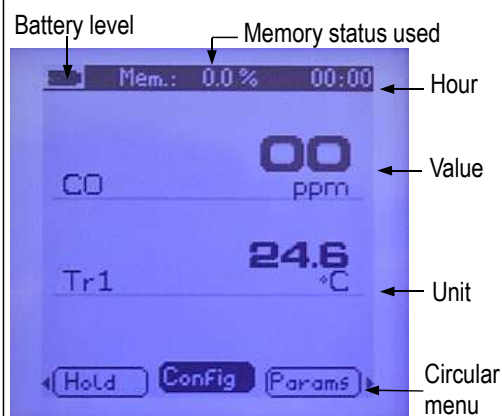 Battery level
Memory status used
Mem.: 0.0 % 00:00
Hour
00
Value
CO ppm
24.6
Tr1 °C
Unit
Hold Config Params
Circular
menu